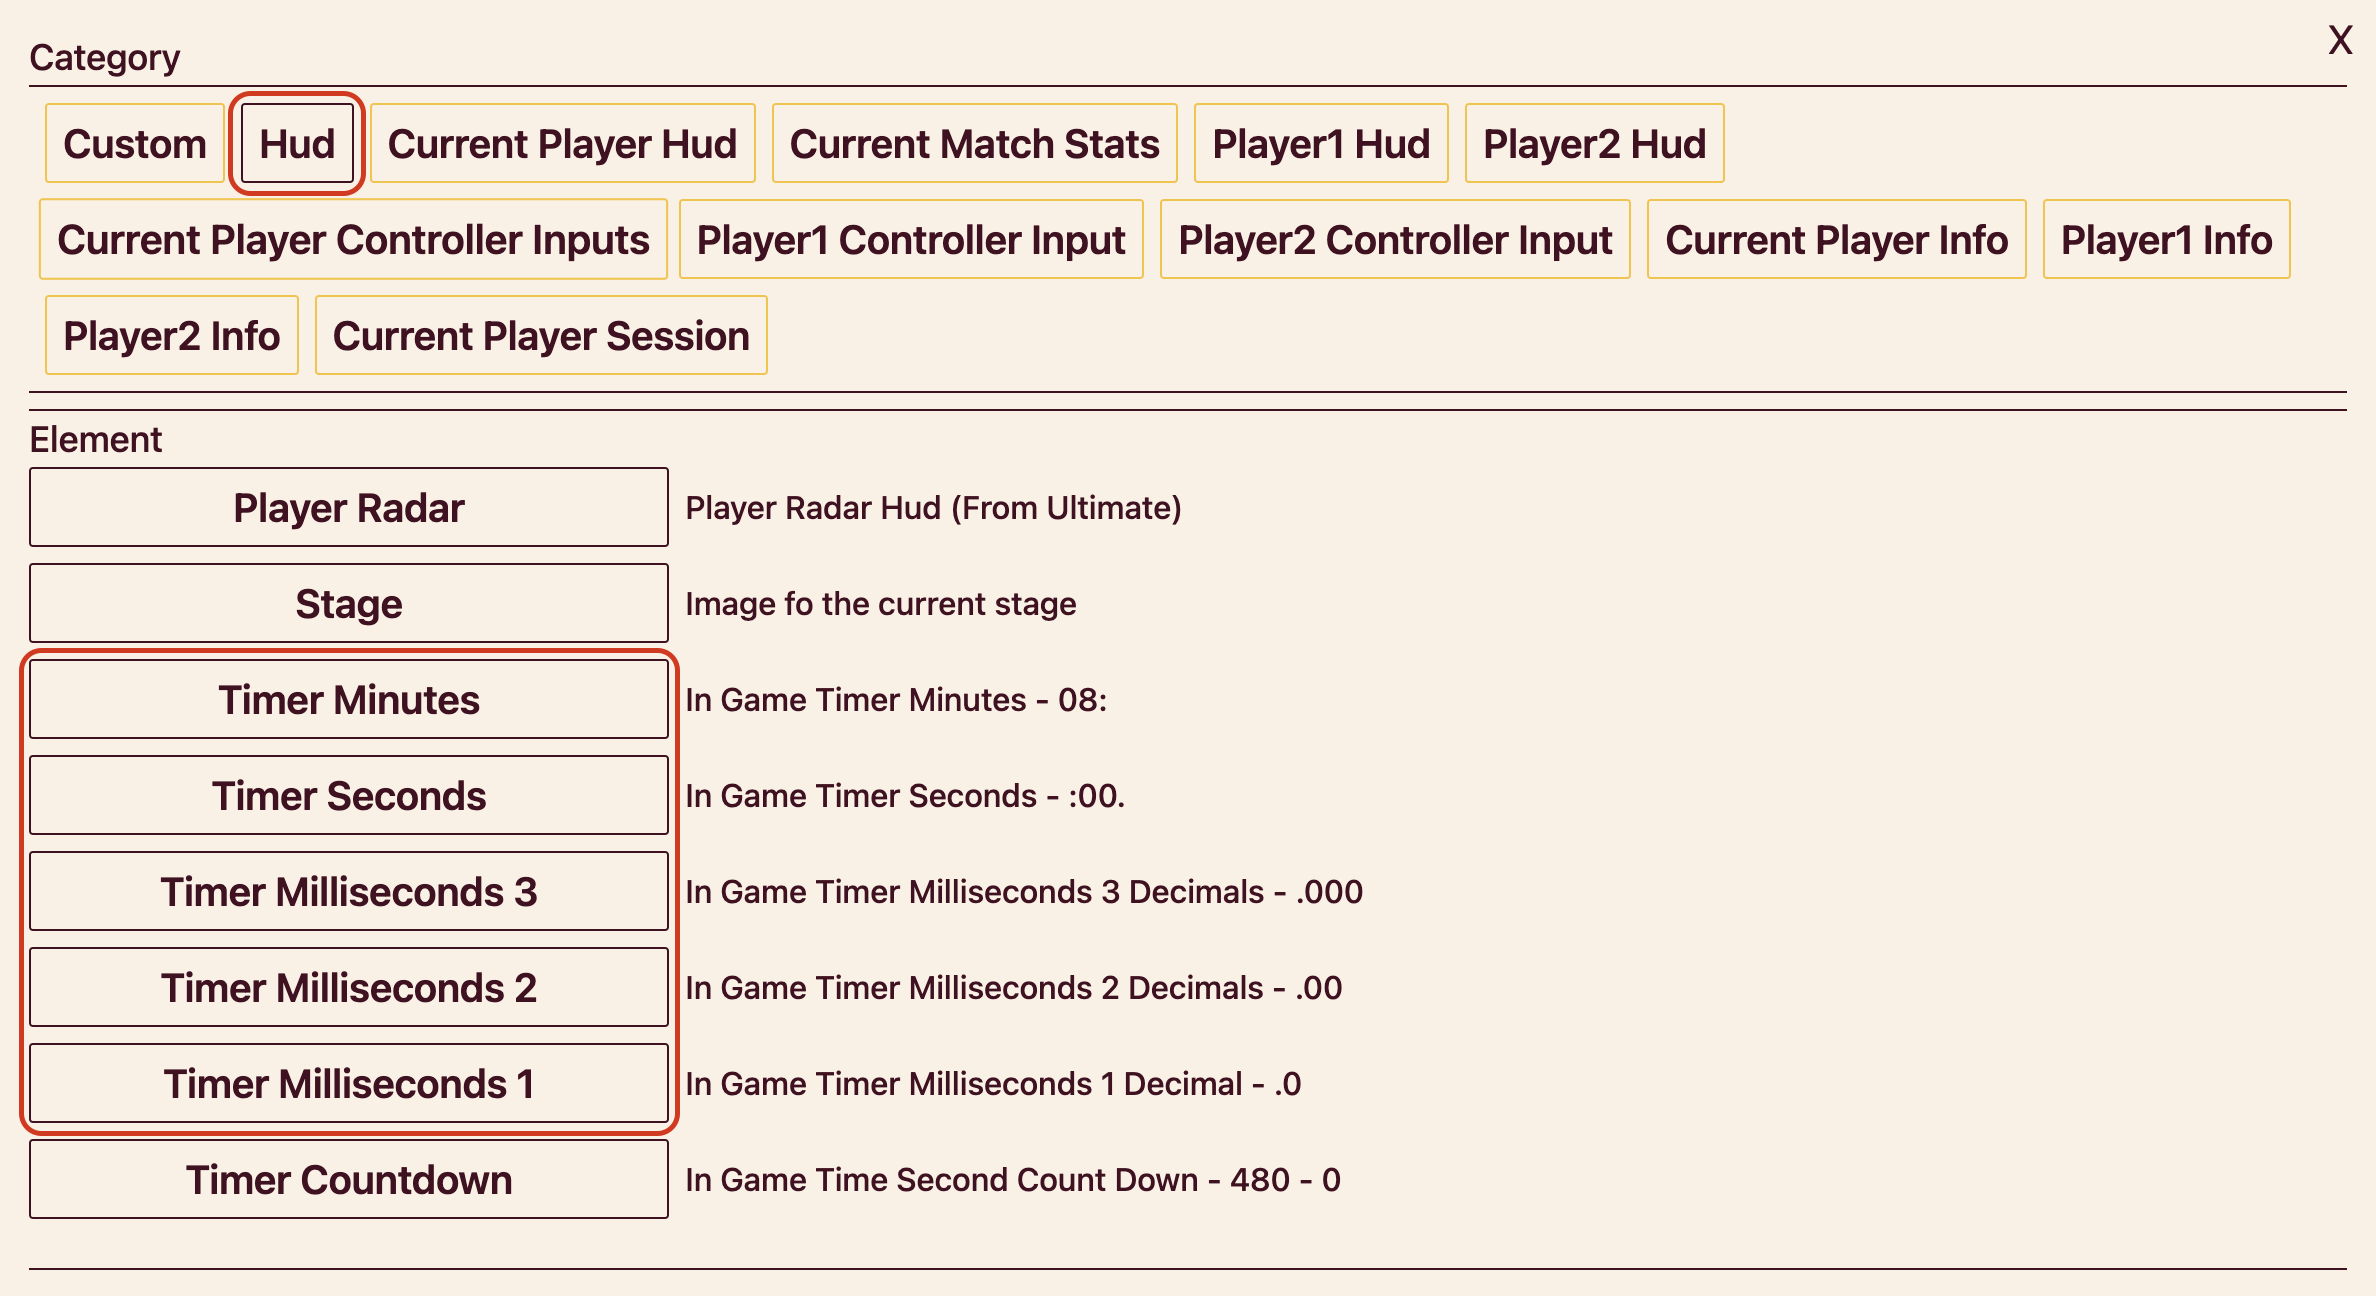 X
Category
Custom Hud Current Player Hud Current Match Stats Player1 Hud Player2 Hud
Current Player Controller Inputs Player1 Controller Input Player2 Controller Input Current Player Info Player1 Info
Player2 Info Current Player Session
Element
Player Radar Player Radar Hud (From Ultimate)
Stage Image fo the current stage
Timer Minutes In Game Timer Minutes - 08:
Timer Seconds In Game Timer Seconds - :00.
Timer Milliseconds 3 In Game Timer Milliseconds 3 Decimals - .000
Timer Milliseconds 2 In Game Timer Milliseconds 2 Decimals - .00
Timer Milliseconds 1 In Game Timer Milliseconds 1 Decimal - .0
Timer Countdown In Game Time Second Count Down - 480 - 0